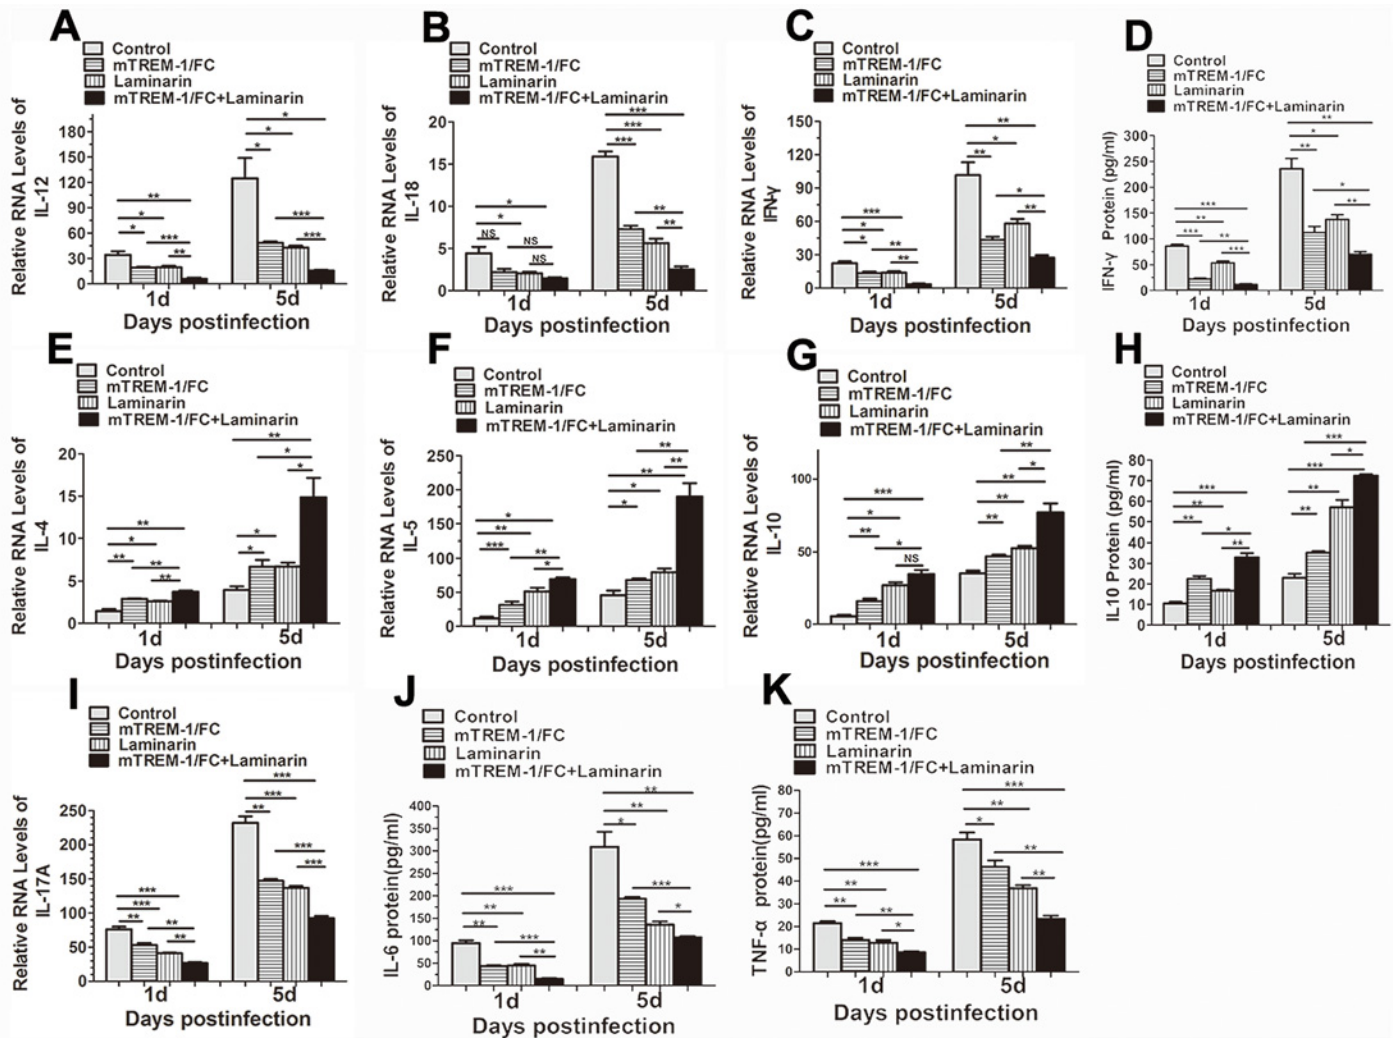 A
Control
mTREM-1/FC
Laminarin
mTREM-1/FC+Laminarin
Relative RNA Levels of
IL-12
180
150
120
90
60
30
0
**
*
*
***
**
*
*
*
***
***
1d
5d
Days postinfection
B
Control
mTREM-1/FC
Laminarin
mTREM-1/FC+Laminarin
Relative RNA Levels of
IL-18
20
15
10
5
0
*
*
NS
NS
NS
***
***
***
**
**
1d
5d
Days postinfection
C
Control
mTREM-1/FC
Laminarin
mTREM-1/FC+Laminarin
Relative RNA Levels of
IFNγ
150
120
90
60
30
0
***
*
*
**
**
**
*
**
*
**
1d
5d
Days postinfection
D
Control
mTREM-1/FC
Laminarin
mTREM-1/FC+Laminarin
IFN-γ Protein (pg/ml)
300
250
200
150
100
50
0
***
**
***
**
***
**
*
**
*
**
1d
5d
Days postinfection
E
Control
mTREM-1/FC
Laminarin
mTREM-1/FC+Laminarin
Relative RNA Levels of
IL-4
20
15
10
5
0
**
*
**
**
**
**
*
*
*
*
1d
5d
Days postinfection
F
Control
mTREM-1/FC
Laminarin
mTREM-1/FC+Laminarin
Relative RNA Levels of
IL-5
250
200
150
100
50
0
*
**
***
**
*
**
**
**
*
*
1d
5d
Days postinfection
G
Control
mTREM-1/FC
Laminarin
mTREM-1/FC+Laminarin
Relative RNA Levels of
IL-10
100
50
0
***
*
**
*
NS
**
*
**
**
**
1d
5d
Days postinfection
H
Control
mTREM-1/FC
Laminarin
mTREM-1/FC+Laminarin
IL10 Protein (pg/ml)
80
70
60
50
40
30
20
10
0
***
**
**
*
**
***
*
***
**
**
1d
5d
Days postinfection
I
Control
mTREM-1/FC
Laminarin
mTREM-1/FC+Laminarin
Relative RNA Levels of
IL-17A
250
200
150
100
50
0
***
***
**
**
**
***
***
**
***
***
1d
5d
Days postinfection
J
Control
mTREM-1/FC
Laminarin
mTREM-1/FC+Laminarin
IL-6 protein(pg/ml)
400
350
300
250
200
150
100
50
0
***
**
**
***
**
**
**
*
***
*
1d
5d
Days postinfection
K
Control
mTREM-1/FC
Laminarin
mTREM-1/FC+Laminarin
TNF-α protein(pg/ml)
80
70
60
50
40
30
20
10
0
***
**
**
**
*
***
**
*
**
**
1d
5d
Days postinfection